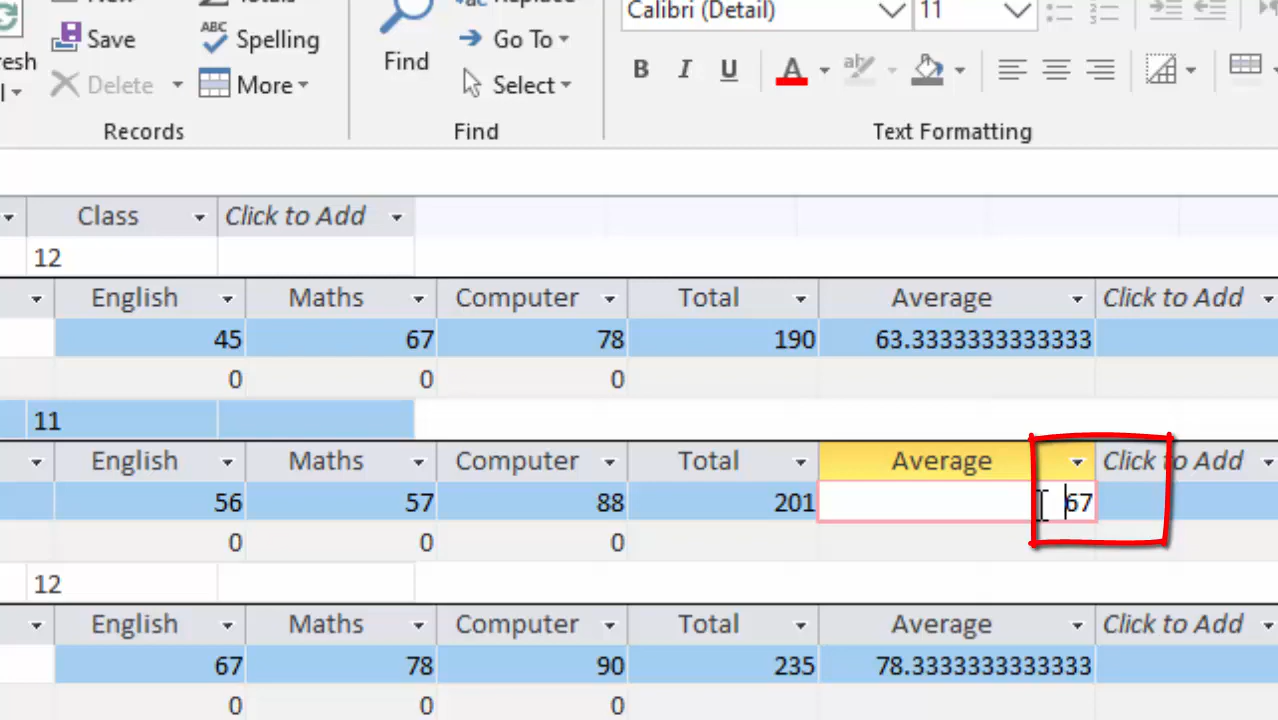 Calibri (Detail) 11
Save Spelling Go To
Find
Delete More Select
Records Find Text Formatting
Class Click to Add
12
English Maths Computer Total Average Click to Add
45 67 78 190 63.3333333333333
0 0 0
11
English Maths Computer Total Average Click to Add
56 57 88 201 67
0 0 0
12
English Maths Computer Total Average Click to Add
67 78 90 235 78.3333333333333
0 0 0